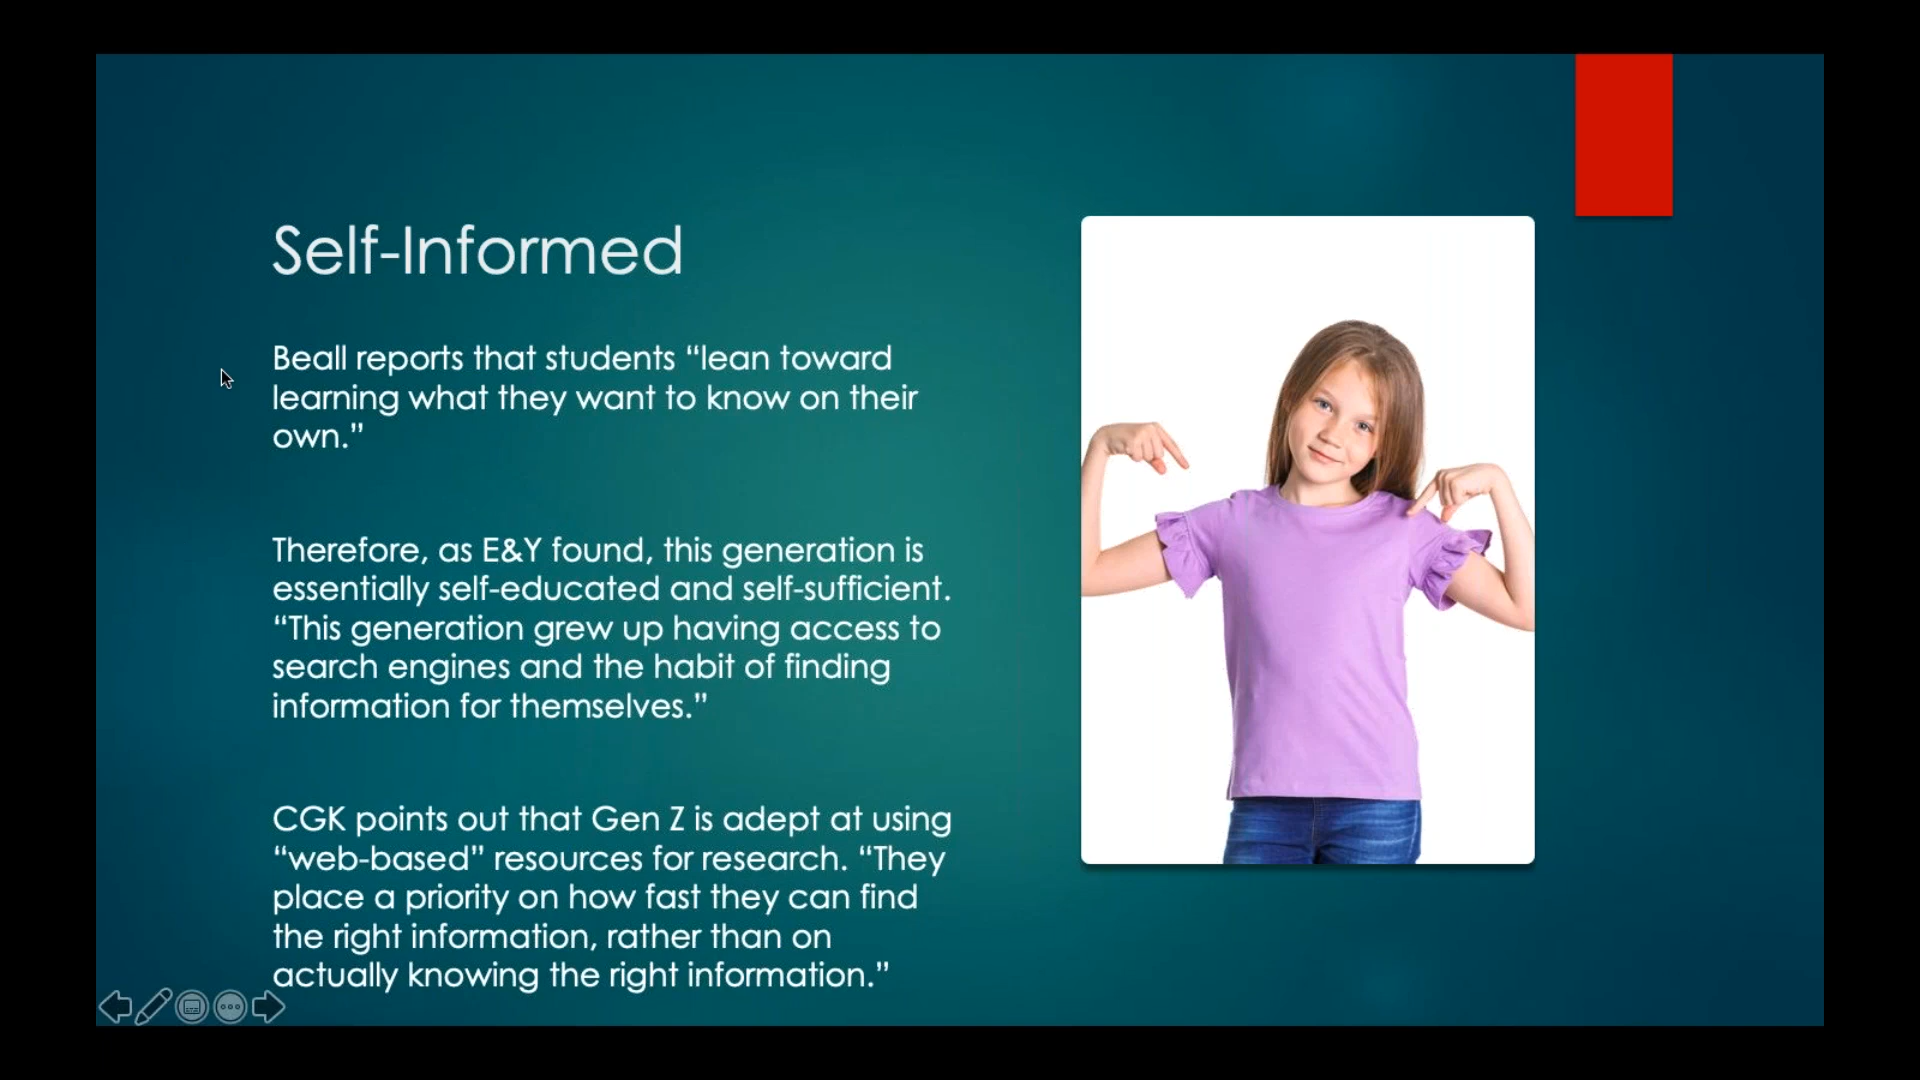 Self-Informed
Beall reports that students “lean toward
learning what they want to know on their
own.”
Therefore, as E&Y found, this generation is
essentially self-educated and self-sufficient.
“This generation grew up having access to
search engines and the habit of finding
information for themselves.”
CGK points out that Gen Z is adept at using
“web-based” resources for research. “They
place a priority on how fast they can find
the right information, rather than on
actually knowing the right information.”